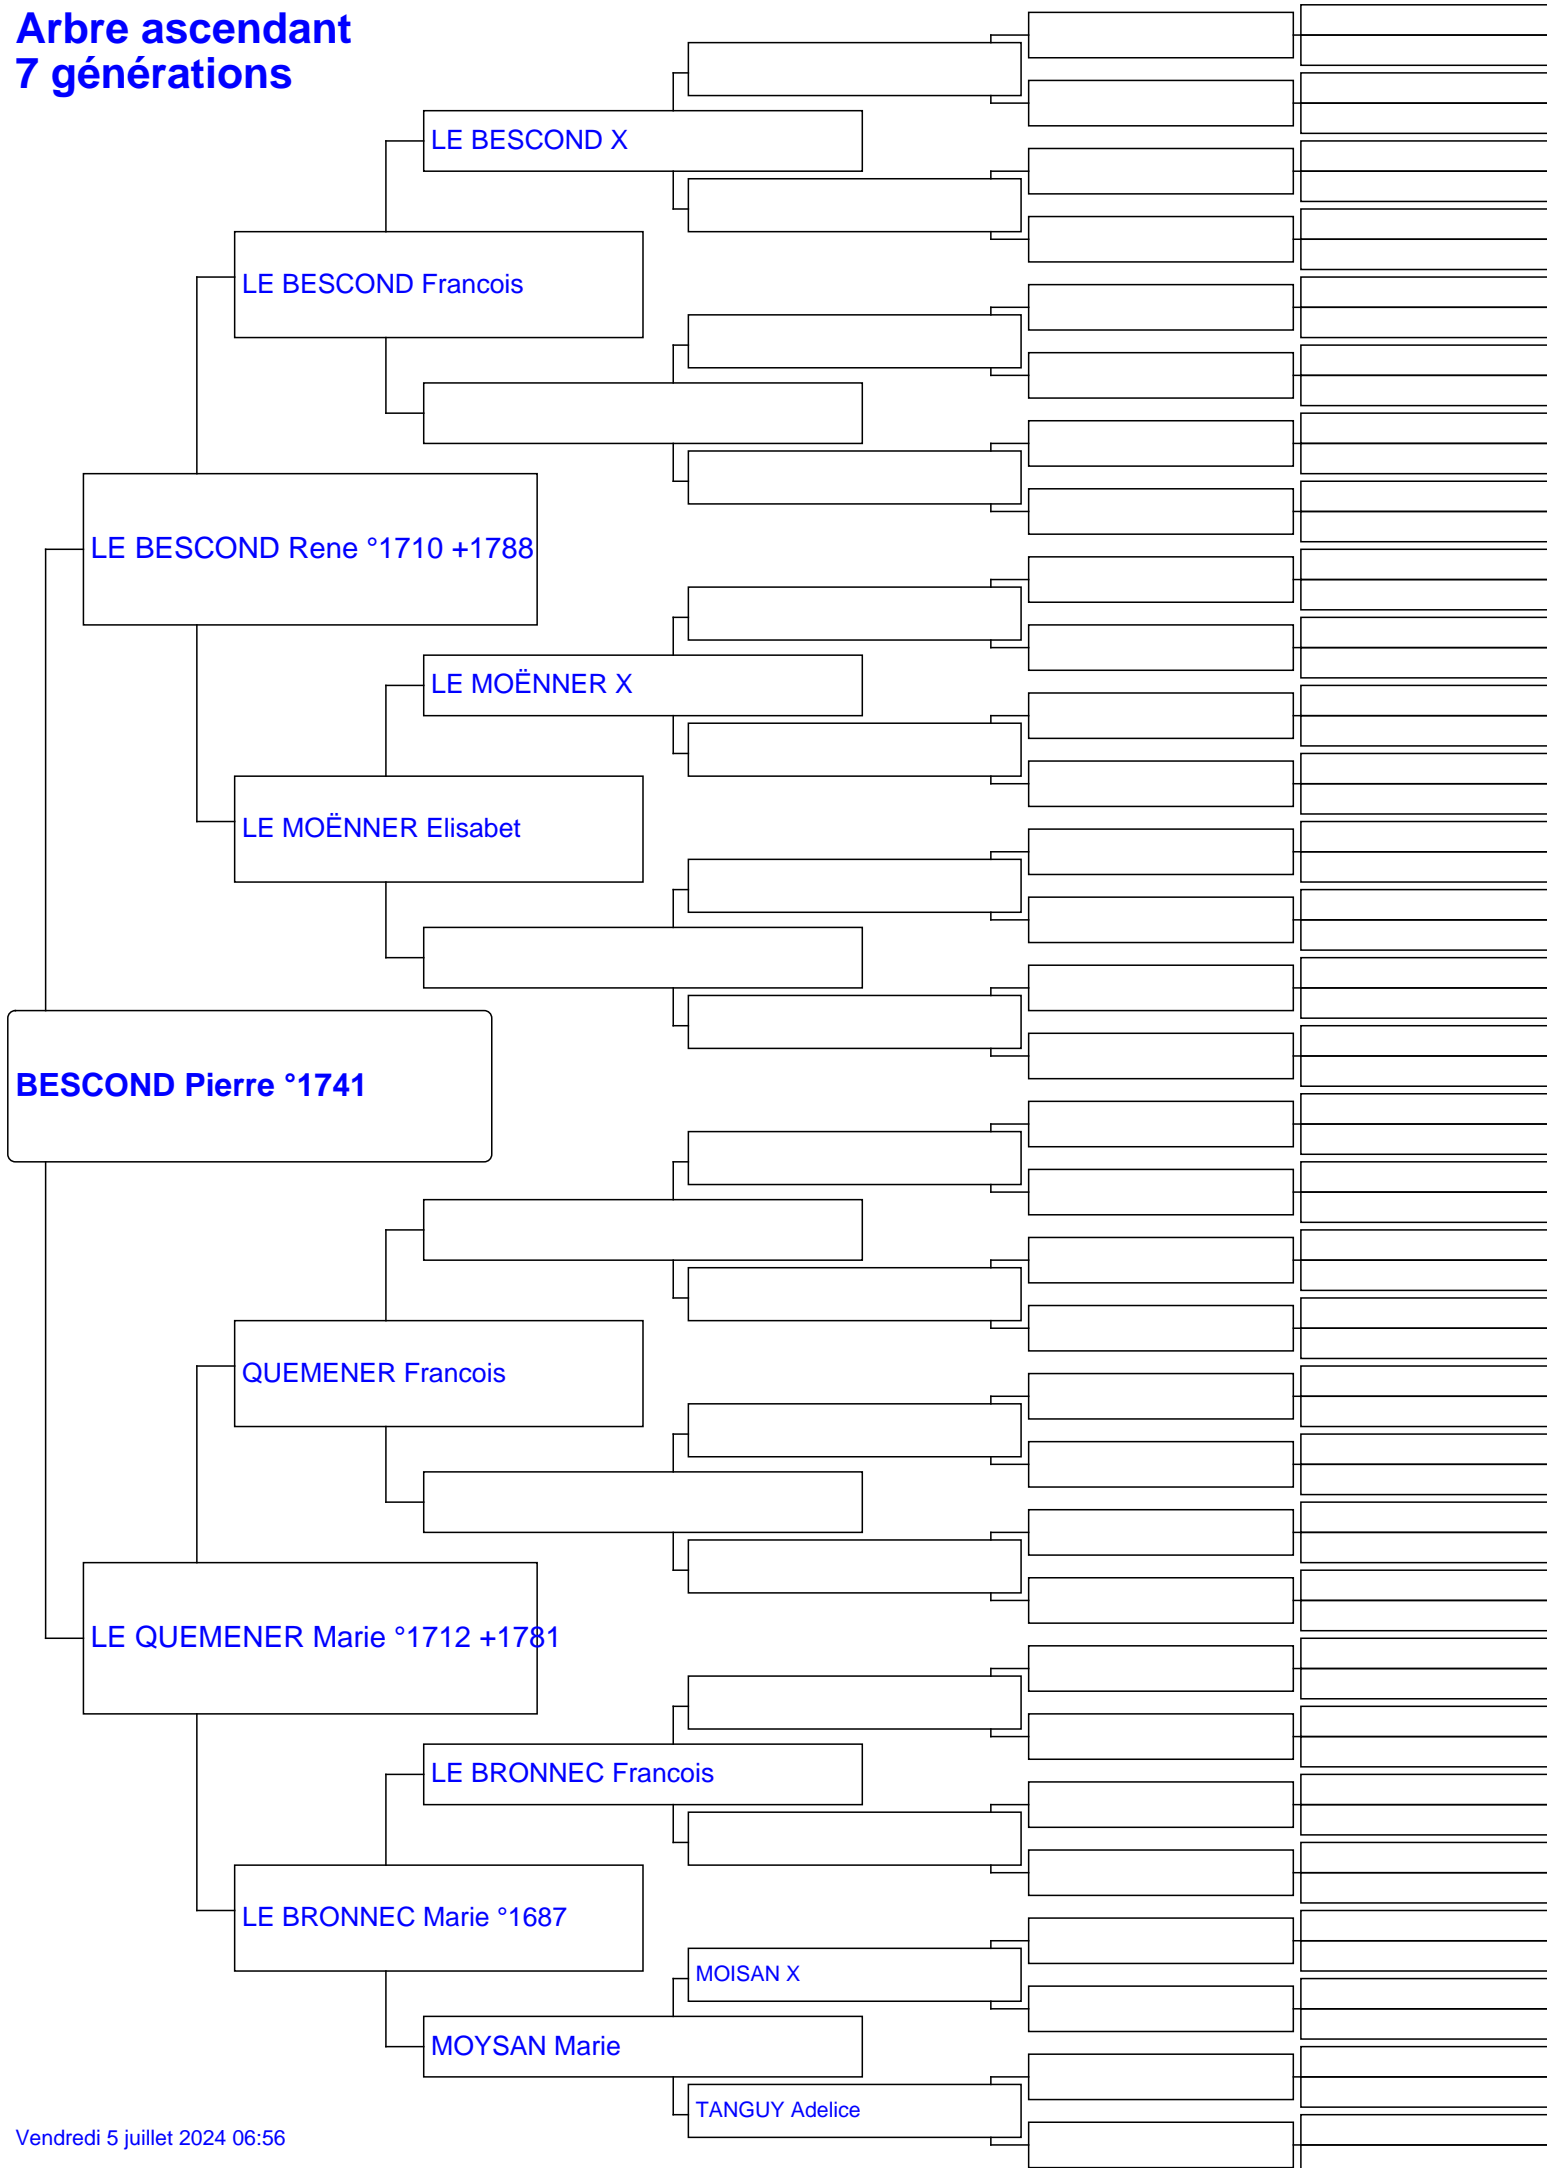 Arbre ascendant
7 générations
LE BESCOND X
LE BESCOND Francois
LE BESCOND Rene °1710 +1788
LE MOËNNER X
LE MOËNNER Elisabet
BESCOND Pierre °1741
QUEMENER Francois
LE QUEMENER Marie °1712 +1781
LE BRONNEC Francois
LE BRONNEC Marie °1687
MOISAN X
MOYSAN Marie
TANGUY Adelice
Vendredi 5 juillet 2024 06:56